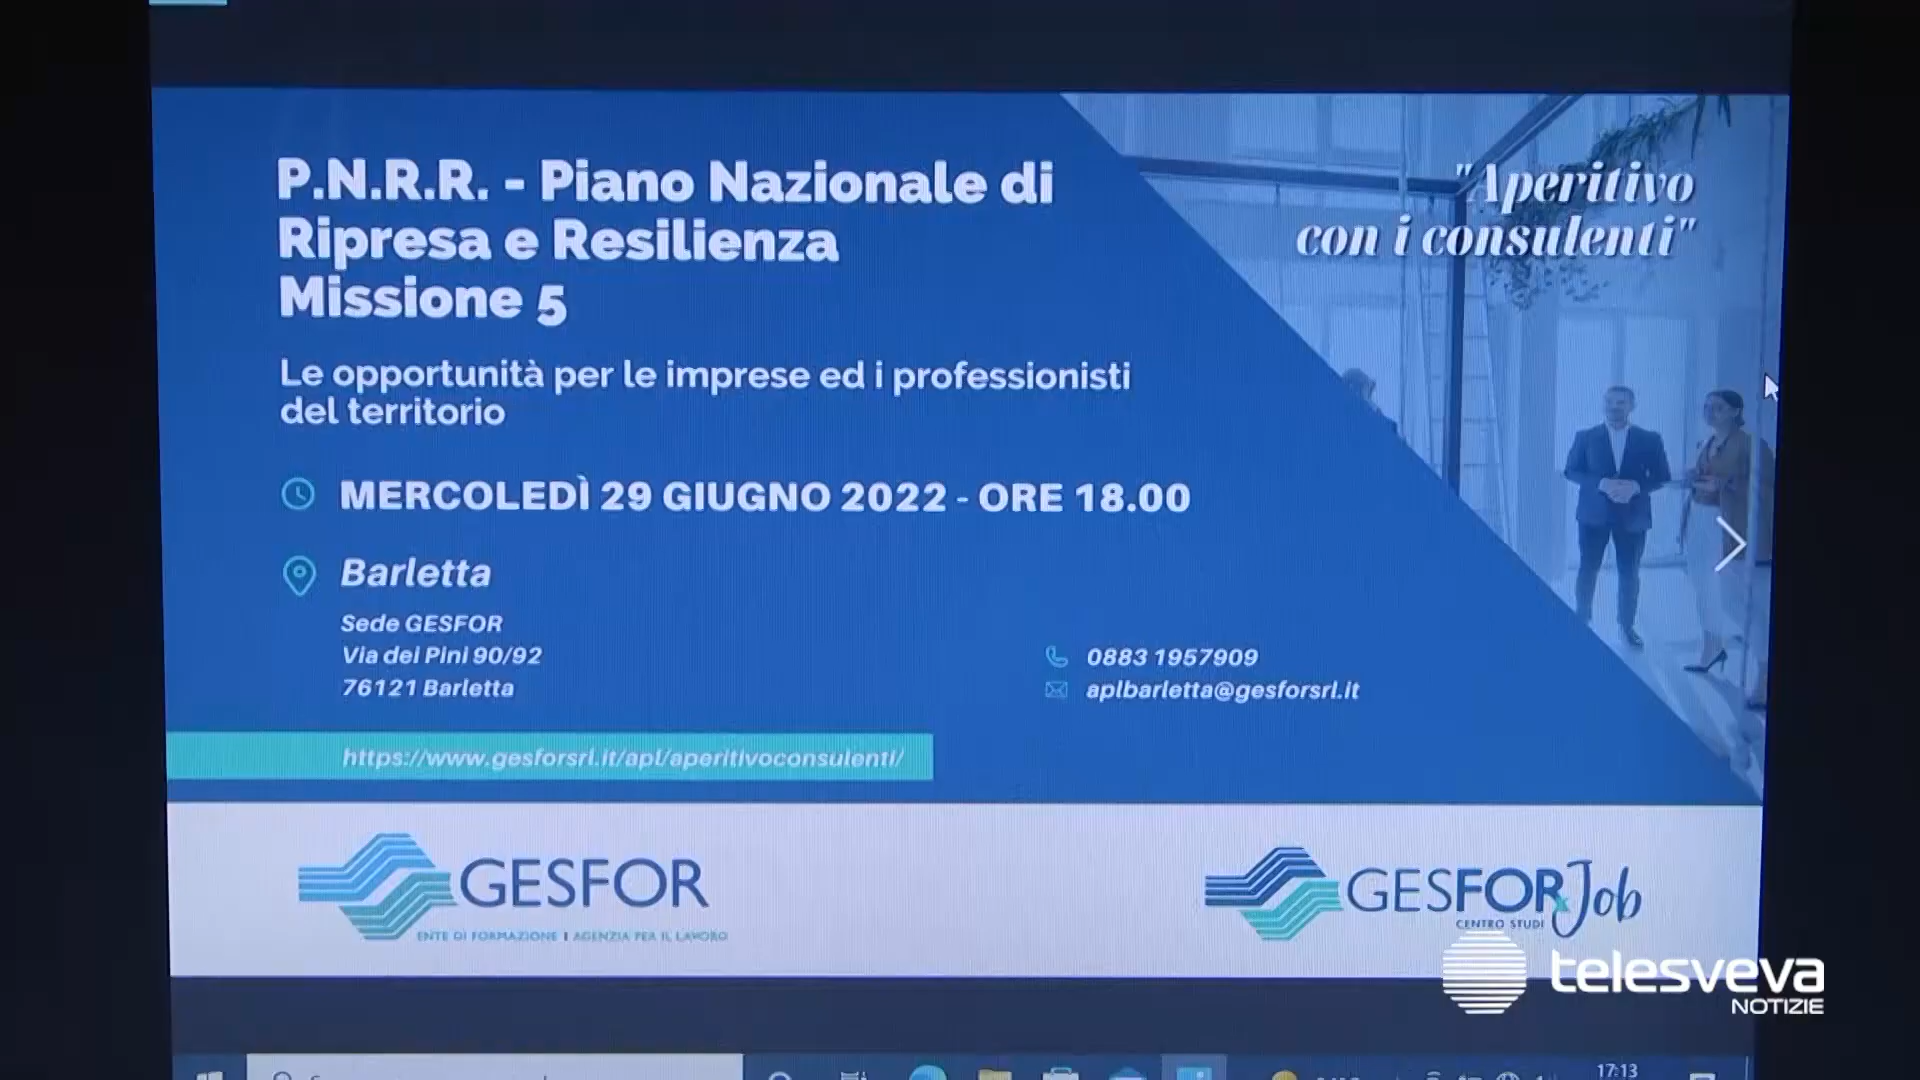 P.N.R.R. - Piano Nazionale di
Ripresa e Resilienza
Missione 5
"Aperitivo
con i consulenti"
Le opportunità per le imprese ed i professionisti
del territorio
MERCOLEDÌ 29 GIUGNO 2022 - ORE 18.00
Barletta
Sede GESFOR
Via dei Pini 90/92
76121 Barletta
0883 1957909
aplbarletta@gesforsrl.it
https://www.gesforsrl.it/apl/aperitivoconsulenti/
GESFOR
ENTE DI FORMAZIONE | AGENZIA PER IL LAVORO
GESFOR Job
CENTRO STUDI
telesveva
NOTIZIE
17:13